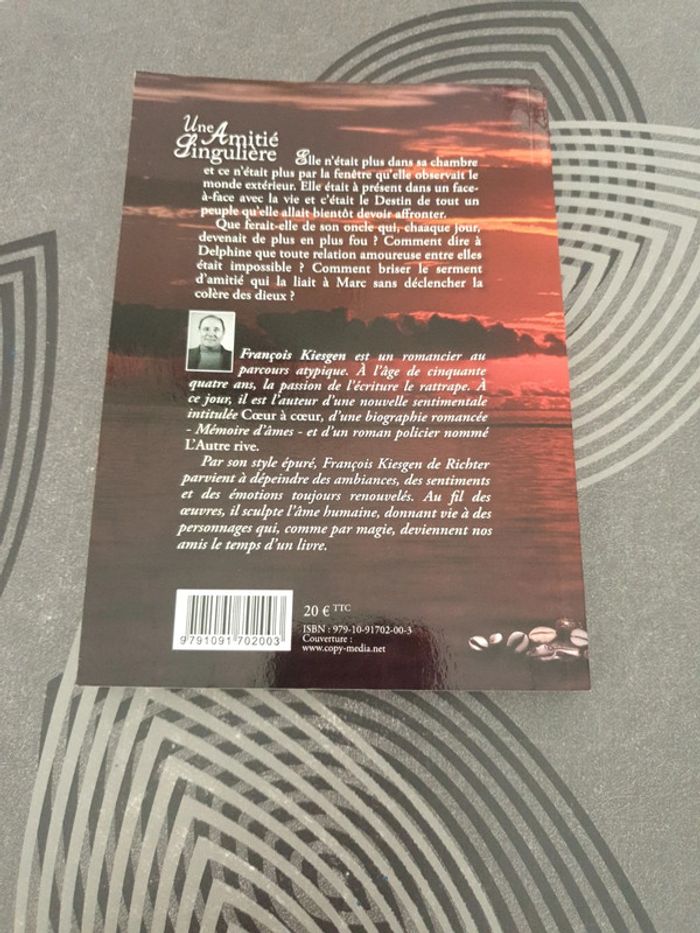 Une
Amitié
Singulière
Elle n'était plus dans sa chambre
et ce n'était plus par la fenêtre qu'elle observait le
monde extérieur. Elle était à présent dans un face-
à-face avec la vie et c'était le Destin de tout un
peuple qu'elle allait bientôt devoir affronter.
Que ferait-elle de son oncle qui, chaaque jour,
devenait de plus en plus fou ? Comment dire à
Delphine que toute relation amoureuse entre elles
était impossible ? Comment briser le serment
d'amitié qui la liait à Marc sans déclencher la
colère des dieux ?
François Kiesgen est un romancier au
parcours atypique. À l'âge de cinquante
quatre ans, la passion de l'écriture le rattrape. À
ce jour, il est l'auteur d'une nouvelle sentimentale
intitulée Cœur à cœur, d'une biographie romancée
- Mémoire d'âmes - et d'un roman policier nommé
L'Autre rive.
Par son style épuré, François Kiesgen de Richter
parvient à dépeindre des ambiances, des sentiments
et des émotions toujours renouvelés. Au fil des
œuvres, il sculpte l'âme humaine, donnant vie à des
personnages qui, comme par magie, deviennent nos
amis le temps d'un livre.
20 € TTC
ISBN : 979-10-91702-00-3
Couverture :
www.copy-media.net
9 791091 702003